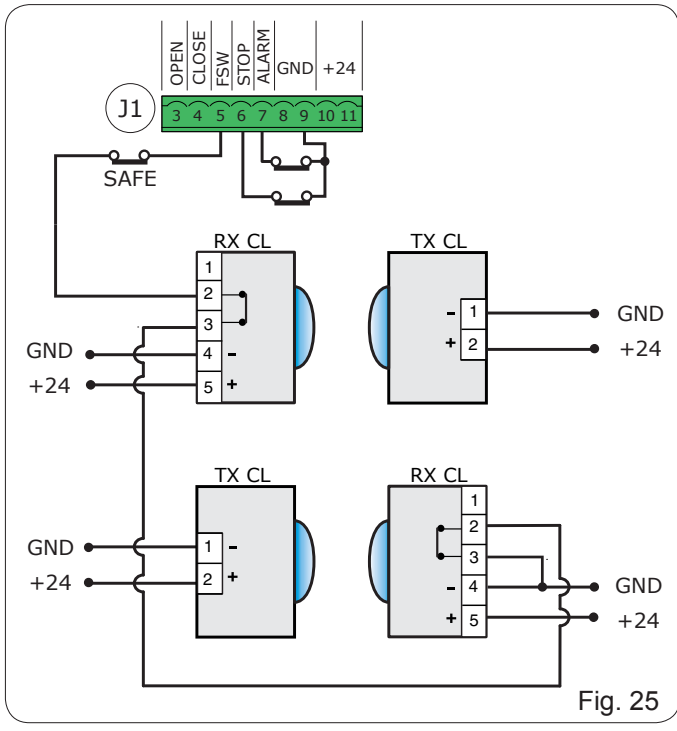 OPEN CLOSE FSW STOP ALARM GND +24
J1 3 4 5 6 7 8 9 10 11
SAFE
RX CL TX CL
1
2
3
4 -
5 +
GND
+24
- 1 GND
+ 2 +24
TX CL RX CL
GND 1 -
+24 2 +
1
2
3
- 4 GND
+ 5 +24
Fig. 25